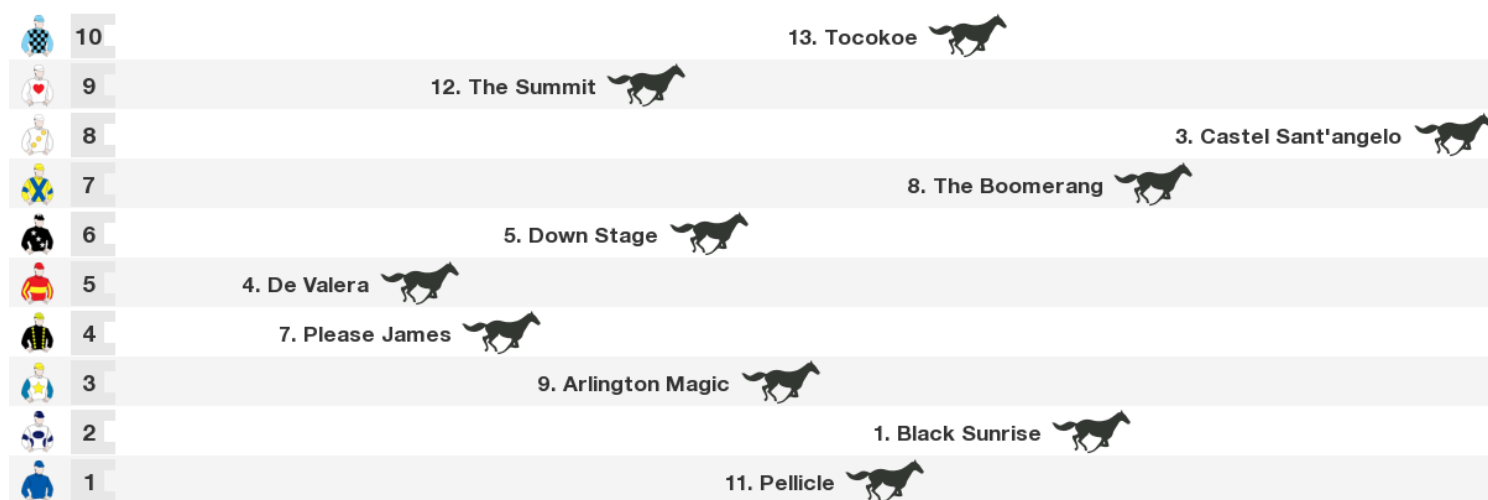 10 13. Tocokoe
9 12. The Summit
8 3. Castel Sant'angelo
7 8. The Boomerang
6 5. Down Stage
5 4. De Valera
4 7. Please James
3 9. Arlington Magic
2 1. Black Sunrise
1 11. Pellicle